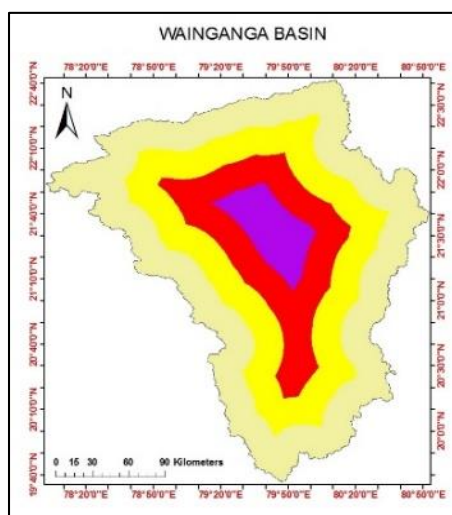 WAINGANGA BASIN
78°20'0"E 78°50'0"E 79°20'0"E 79°50'0"E 80°20'0"E
N
22°40'0"N
22°10'0"N
21°40'0"N
21°10'0"N
20°40'0"N
20°10'0"N
19°40'0"N
22°30'0"N
22°0'0"N
21°30'0"N
21°0'0"N
20°30'0"N
20°0'0"N
0 15 30 60 90 Kilometers
78°20'0"E 78°50'0"E 79°20'0"E 79°50'0"E 80°20'0"E 80°50'0"E